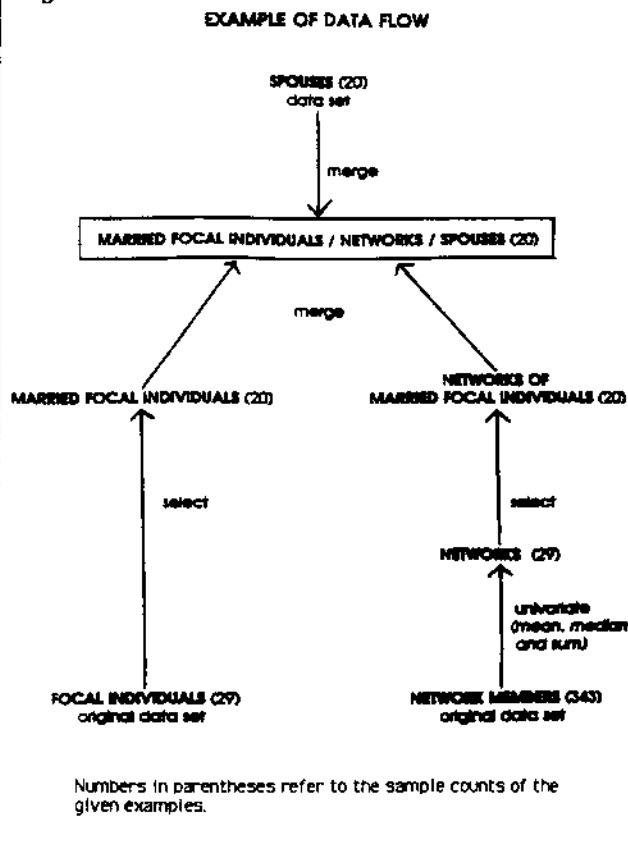 EXAMPLE OF DATA FLOW
SPOUSES (20)
data set
merge
MARRIED FOCAL INDIVIDUALS / NETWORKS / SPOUSES (20)
merge
MARRIED FOCAL INDIVIDUALS (20)
NETWORKS OF
MARRIED FOCAL INDIVIDUALS (20)
select
select
NETWORKS (29)
univariate
(mean, median
and sum)
FOCAL INDIVIDUALS (29)
original data set
NETWORK MEMBERS (343)
original data set
Numbers in parentheses refer to the sample counts of the
given examples.